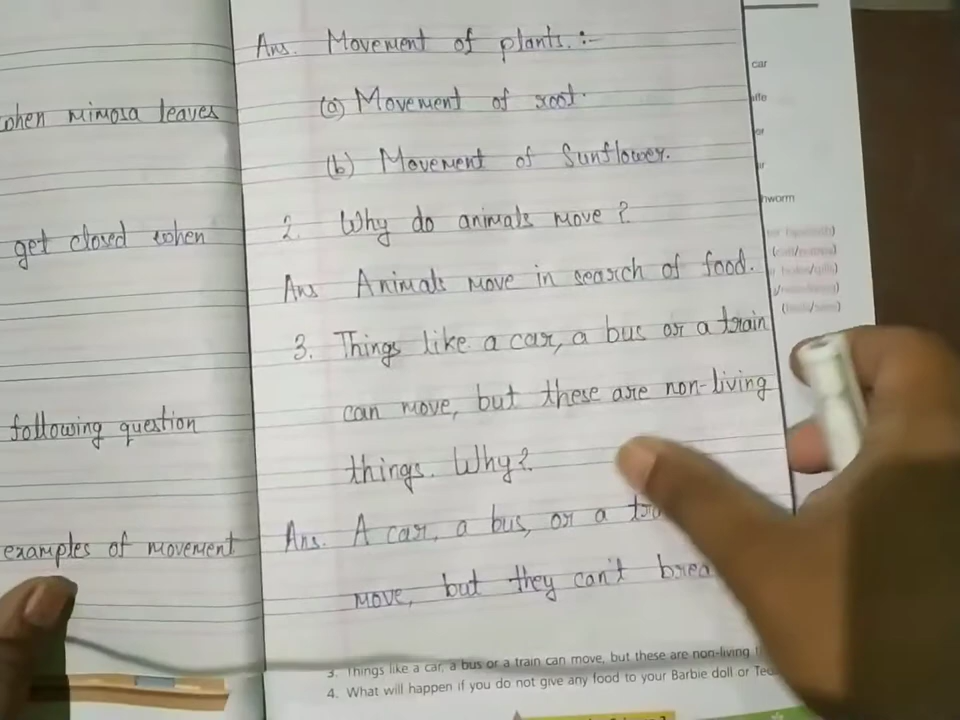 when mimosa leaves
get closed when
following question
examples of movement
Ans. Movement of plants :-
(a) Movement of root.
(b) Movement of Sunflower.
2. Why do animals move ?
Ans Animals move in search of food.
3. Things like a car, a bus or a train
can move, but these are non-living
things. Why?
Ans. A car, a bus, or a
move, but they can't
3. Things like a car, a bus or a train can move, but these are non-living
4. What will happen if you do not give any food to your Barbie doll or
car